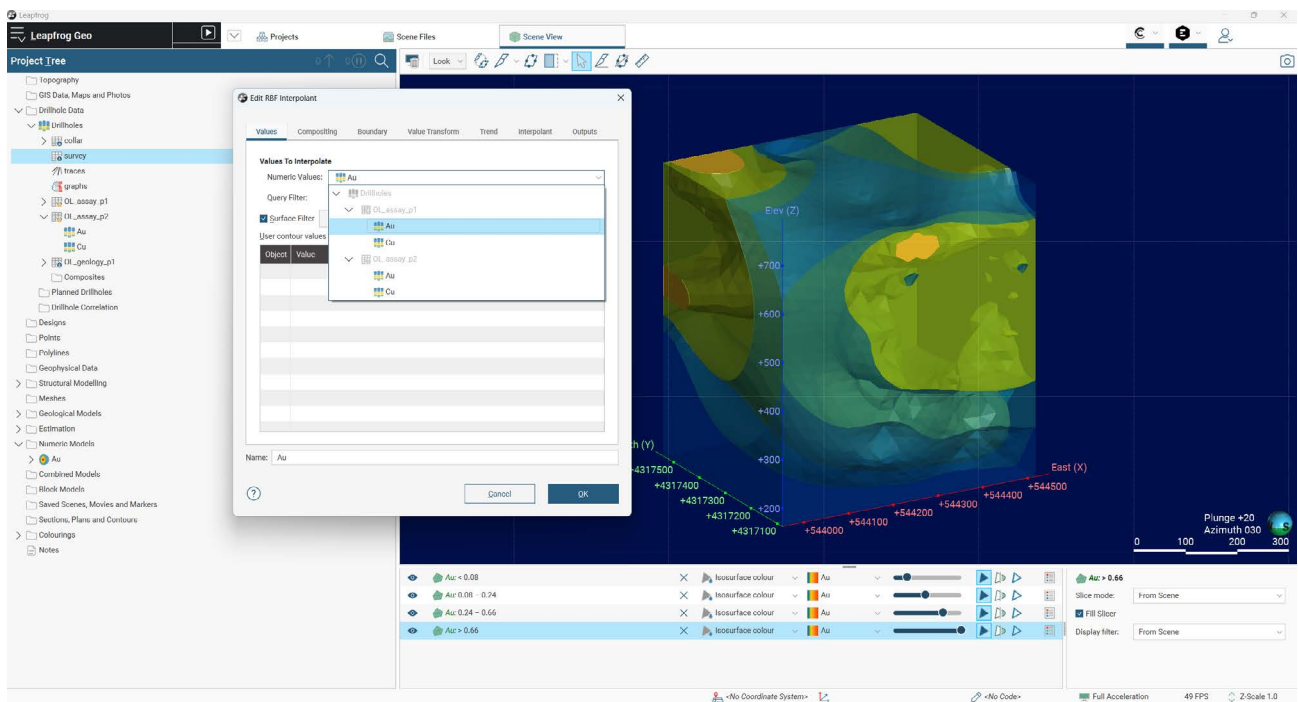 Leapfrog
Leapfrog Geo
Projects
Scene Files
Scene View
Project Tree
Look
Topography
GIS Data, Maps and Photos
Drillhole Data
Drillholes
collar
survey
traces
graphs
OL_assay_p1
OL_assay_p2
Au
Cu
OL_geology_p1
Composites
Planned Drillholes
Drillhole Correlation
Designs
Points
Polylines
Geophysical Data
Structural Modelling
Meshes
Geological Models
Estimation
Numeric Models
Au
Combined Models
Block Models
Saved Scenes, Movies and Markers
Sections, Plans and Contours
Colourings
Notes
Edit RBF Interpolant
Values Compositing Boundary Value Transform Trend Interpolant Outputs
Values To Interpolate
Numeric Values: Au
Query Filter:
Surface Filter
User contour values
Object Value
Drillholes
OL_assay_p1
Au
Cu
OL_assay_p2
Au
Cu
Name: Au
Cancel OK
Elev (Z)
+700
+600
+500
+400
+300
+200
th (Y)
+4317500
+4317400
+4317300
+4317200
+4317100
East (X)
+544500
+544400
+544300
+544200
+544100
+544000
Plunge +20
Azimuth 030
0 100 200 300
S
Au: < 0.08 Isosurface colour Au
Au: 0.08 – 0.24 Isosurface colour Au
Au: 0.24 – 0.66 Isosurface colour Au
Au: > 0.66 Isosurface colour Au
Au: > 0.66
Slice mode: From Scene
Fill Slicer
Display filter: From Scene
<No Coordinate System> <No Code> Full Acceleration 49 FPS Z-Scale 1.0